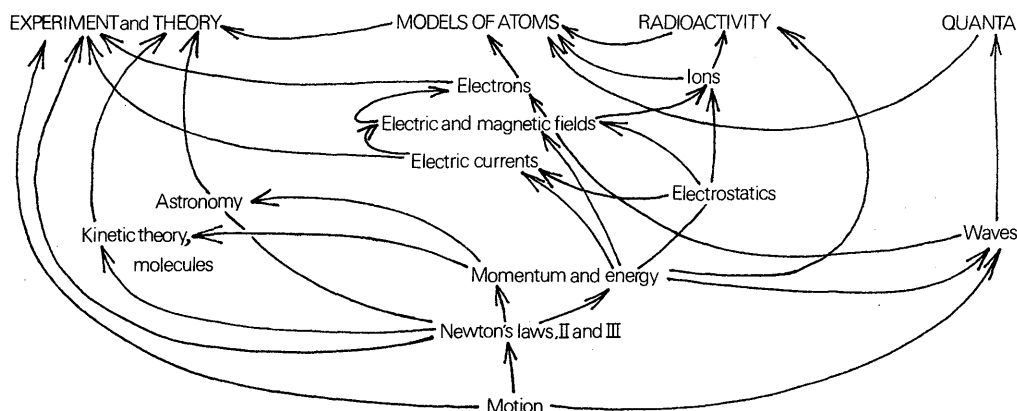 EXPERIMENT and THEORY
MODELS OF ATOMS
RADIOACTIVITY
QUANTA
Ions
Electrons
Electric and magnetic fields
Electric currents
Electrostatics
Astronomy
Kinetic theory,
molecules
Waves
Momentum and energy
Newton's laws, II and III
Motion